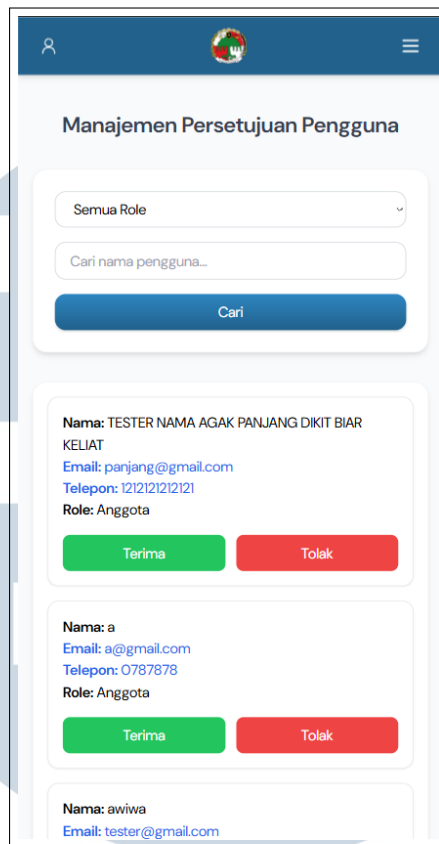 Manajemen Persetujuan Pengguna
Semua Role
Cari nama pengguna...
Cari
Nama: TESTER NAMA AGAK PANJANG DIKIT BIAR
KELIAT
Email: panjang@gmail.com
Telepon: 1212121212121
Role: Anggota
Terima Tolak
Nama: a
Email: a@gmail.com
Telepon: 0787878
Role: Anggota
Terima Tolak
Nama: awiwa
Email: tester@gmail.com